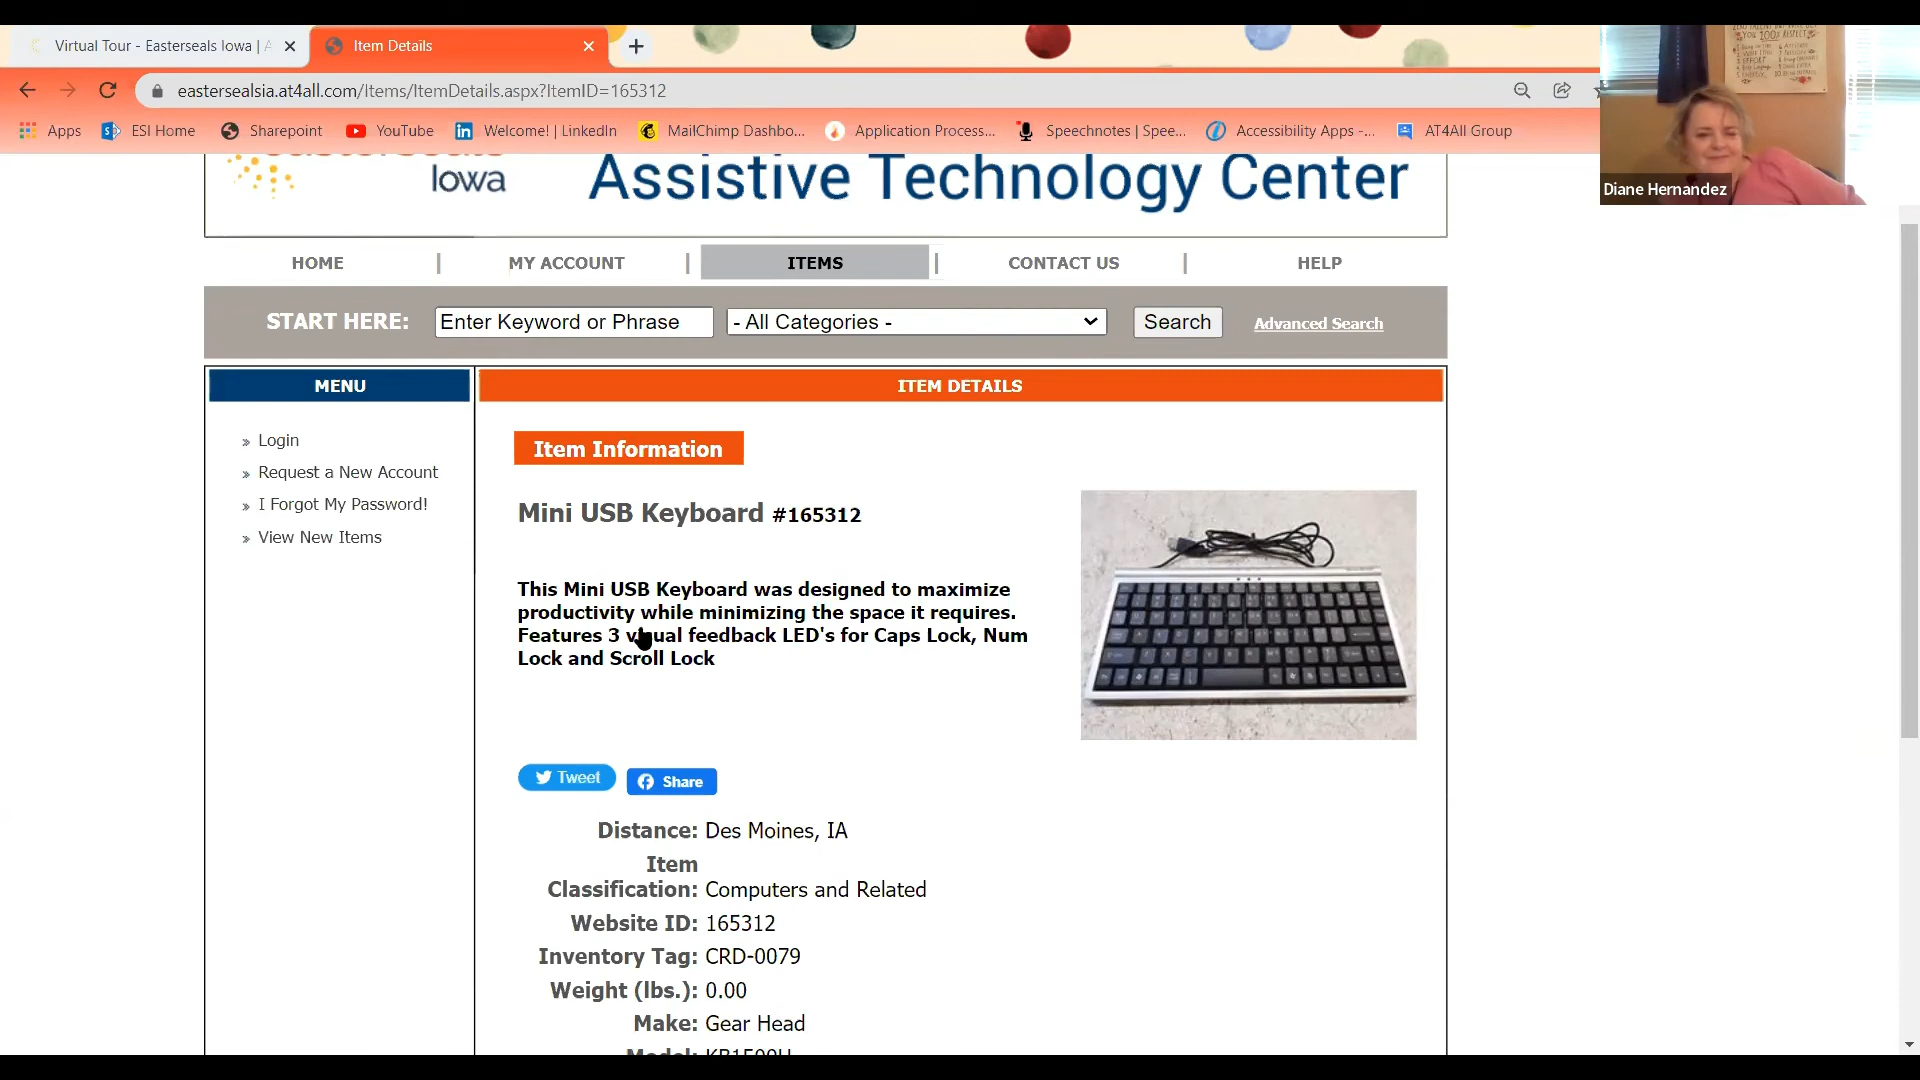 Virtual Tour - Easterseals Iowa |
Item Details
eastersealsia.at4all.com/Items/ItemDetails.aspx?ItemID=165312
Apps ESI Home Sharepoint YouTube Welcome! | LinkedIn MailChimp Dashbo... Application Process... Speechnotes | Spee... Accessibility Apps -... AT4All Group
YOU 100% RESPECT
Diane Hernandez
Iowa
Assistive Technology Center
HOME | MY ACCOUNT | ITEMS | CONTACT US | HELP
START HERE: Enter Keyword or Phrase - All Categories - Search Advanced Search
MENU
» Login
» Request a New Account
» I Forgot My Password!
» View New Items
ITEM DETAILS
Item Information
Mini USB Keyboard #165312
This Mini USB Keyboard was designed to maximize
productivity while minimizing the space it requires.
Features 3 visual feedback LED's for Caps Lock, Num
Lock and Scroll Lock
Tweet Share
Distance: Des Moines, IA
Item
Classification: Computers and Related
Website ID: 165312
Inventory Tag: CRD-0079
Weight (lbs.): 0.00
Make: Gear Head